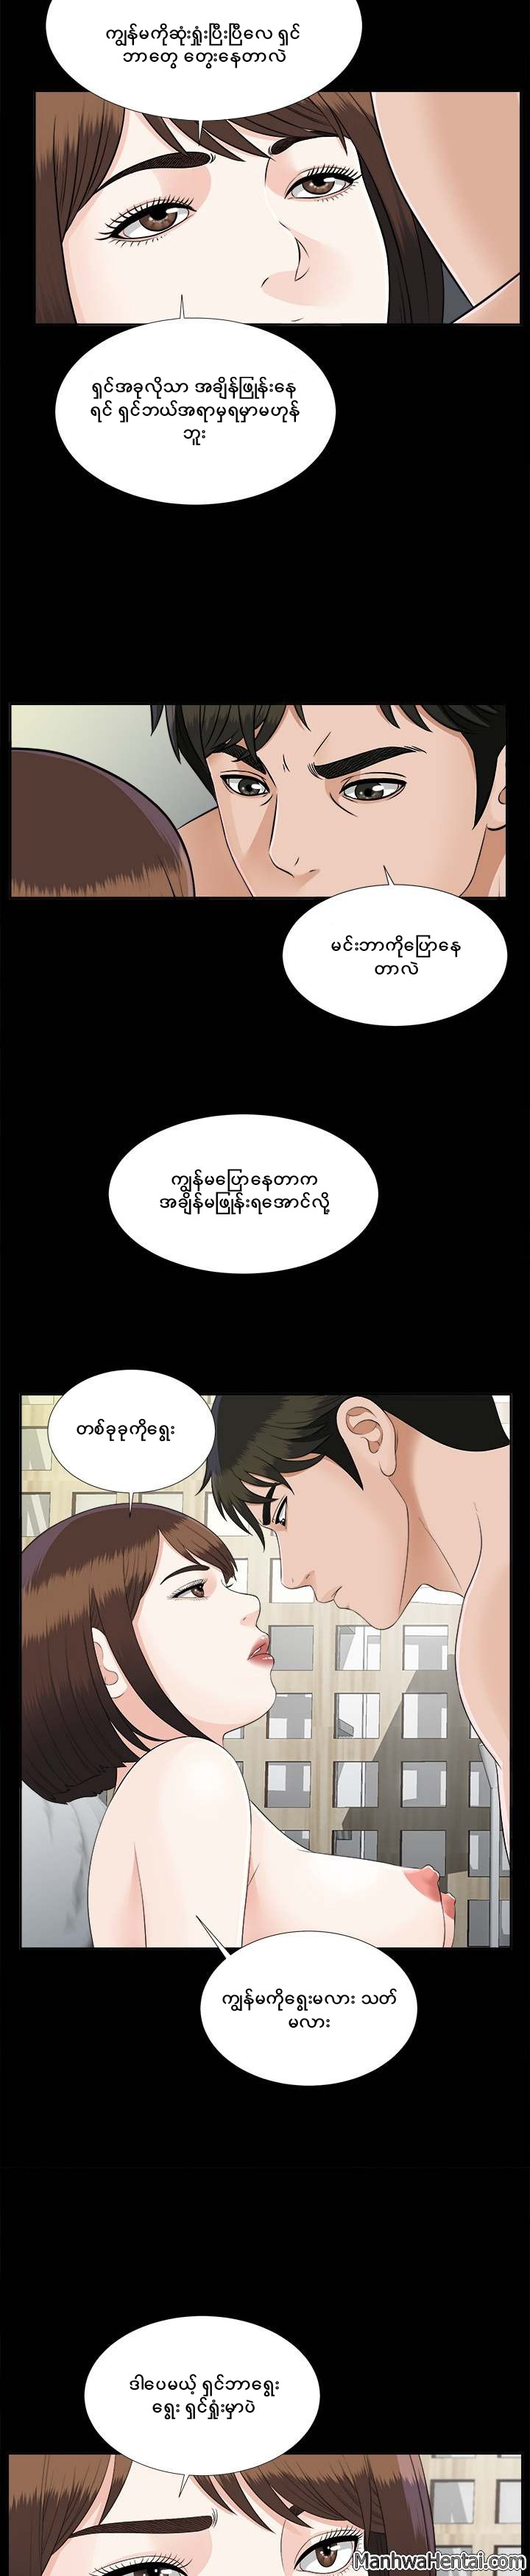 ကျွန်မကိုဆုံးရှုံးပြီးပြီလေ ရှင်
ဘာတွေ တွေးနေတာလဲ
ရှင်အခုလိုသာ အချိန်ဖြုန်းနေ
ရင် ရှင်ဘယ်အရာမှရမှာမဟုန်
ဘူး
မင်းဘာကိုပြောနေ
တာလဲ
ကျွန်မပြောနေတာက
အချိန်မဖြုန်းရအောင်လို့
တစ်ခုခုကိုရွေး
ကျွန်မကိုရွေးမလား သတ်
မလား
ManhwaHentai.com
ဒါပေမယ့် ရှင်ဘာရွေး
ရွေး ရှင်ရှုံးမှာပဲ
ManhwaHentai.com